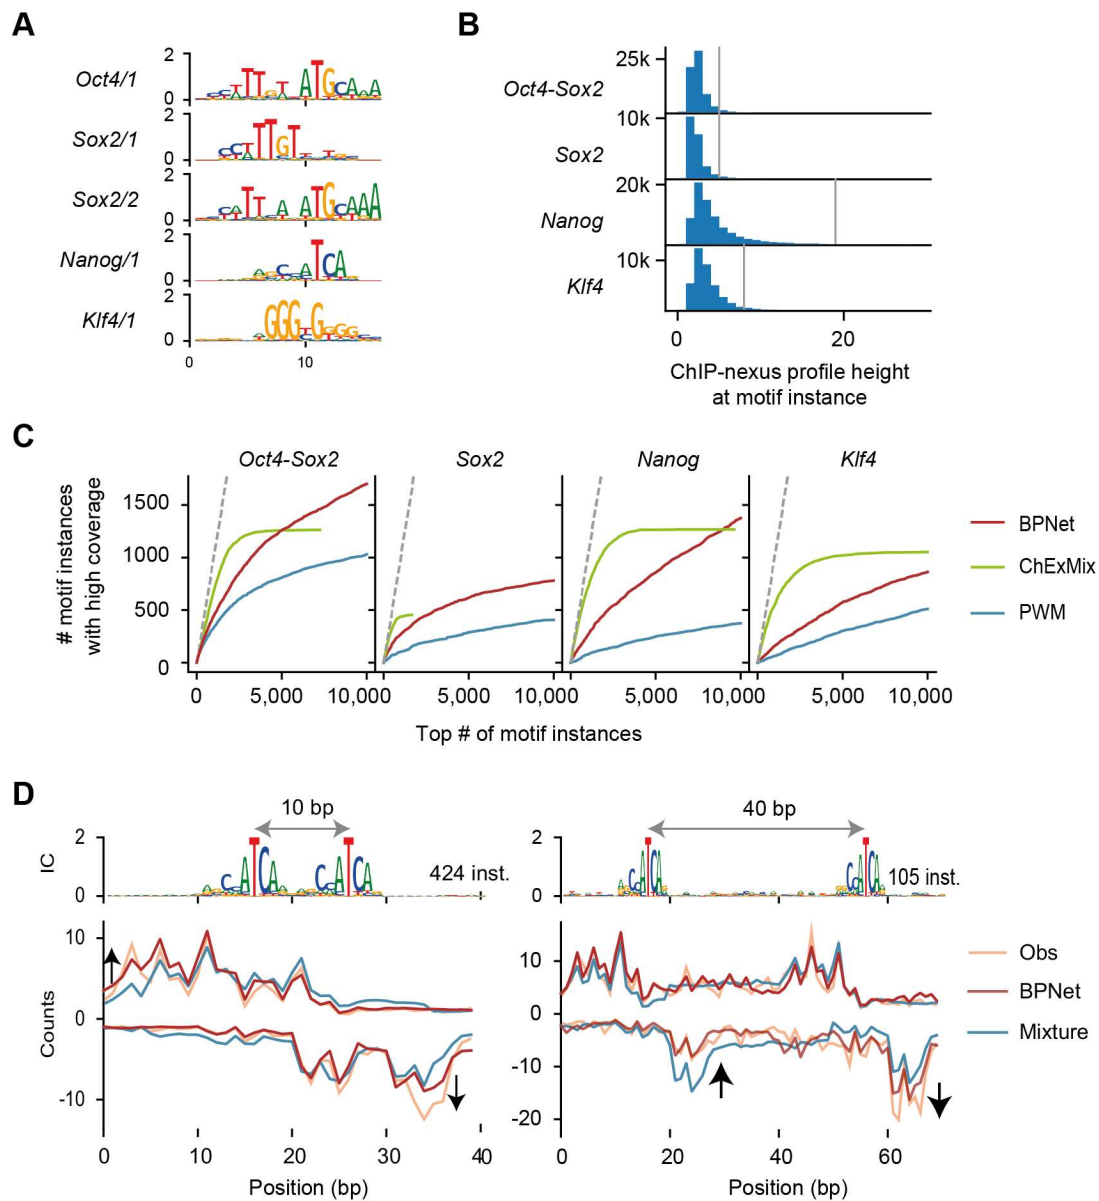 A
2
Oct4/1
0
2
Sox2/1
0
2
Sox2/2
0
2
Nanog/1
0
2
Klf4/1
0
0 10
B
25k
Oct4-Sox2
10k
Sox2
20k
Nanog
10k
Klf4
0 20
ChIP-nexus profile height
at motif instance
C
Oct4-Sox2 Sox2 Nanog Klf4
# motif instances
with high coverage
1500
1000
500
0
0 5,000 10,000 5,000 10,000 5,000 10,000 5,000 10,000
Top # of motif instances
BPNet
ChExMix
PWM
D
10 bp
40 bp
2
IC
0
424 inst.
2
0
105 inst.
10
Counts
0
-10
0 10 20 30 40
Position (bp)
10
0
-10
-20
0 20 40 60
Position (bp)
Obs
BPNet
Mixture